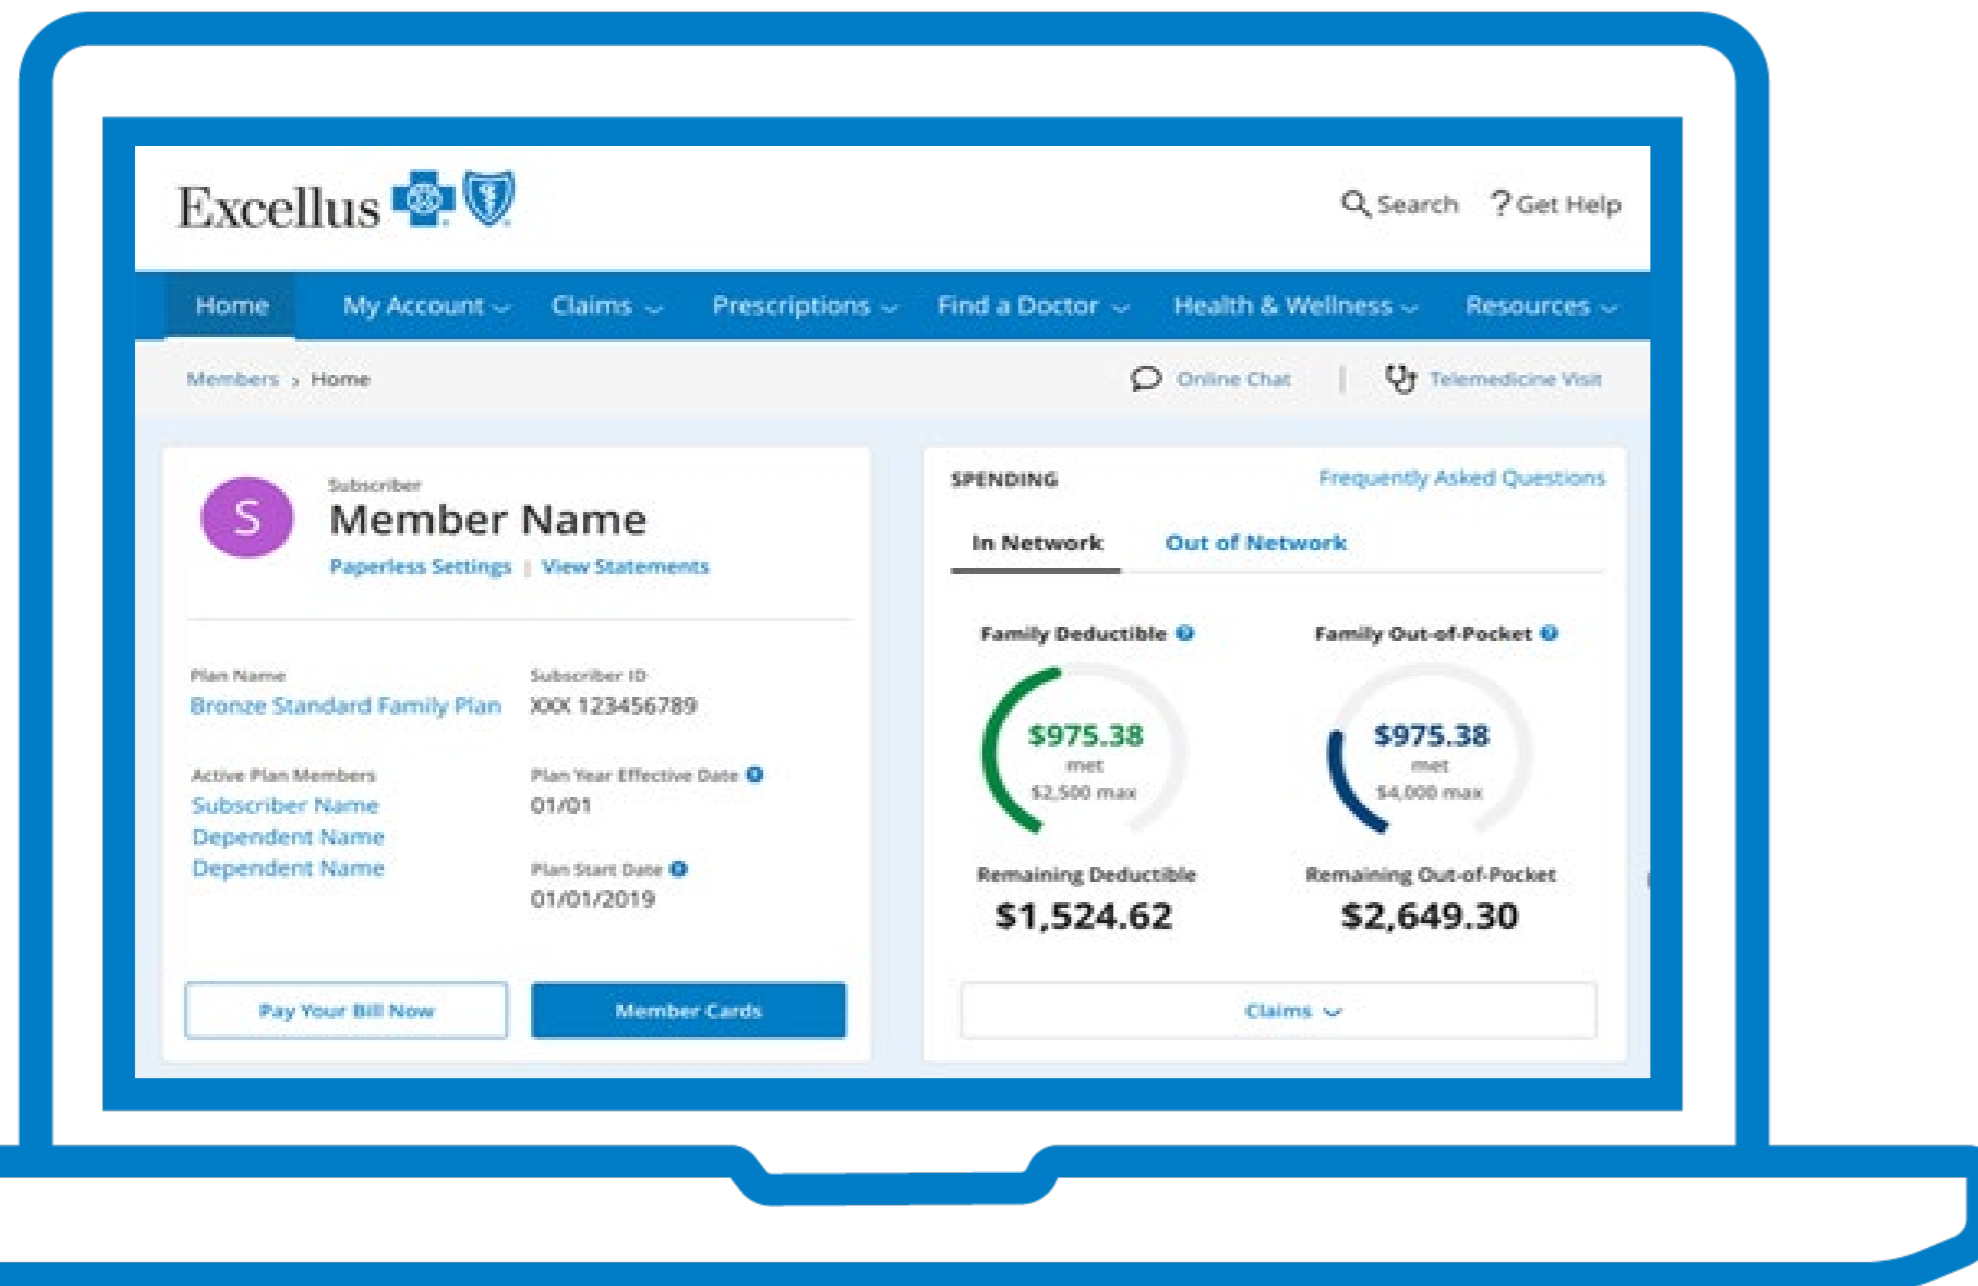 Excellus
Search ? Get Help
Home My Account Claims Prescriptions Find a Doctor Health & Wellness Resources
Members > Home
Online Chat | Telemedicine Visit
S
Subscriber
Member Name
Paperless Settings | View Statements
Plan Name
Bronze Standard Family Plan
Subscriber ID
XXX 123456789
Active Plan Members
Subscriber Name
Dependent Name
Dependent Name
Plan Year Effective Date ?
01/01
Plan Start Date ?
01/01/2019
Pay Your Bill Now
Member Cards
SPENDING
Frequently Asked Questions
In Network Out of Network
Family Deductible ?
$975.38
met
$2,500 max
Remaining Deductible
$1,524.62
Family Out-of-Pocket ?
$975.38
met
$4,000 max
Remaining Out-of-Pocket
$2,649.30
Claims